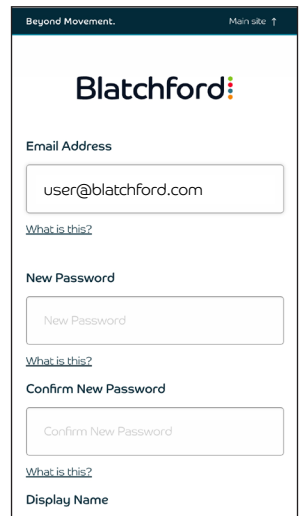 Beyond Movement. Main site ↑
Blatchford
Email Address
user@blatchford.com
What is this?
New Password
New Password
What is this?
Confirm New Password
Confirm New Password
What is this?
Display Name